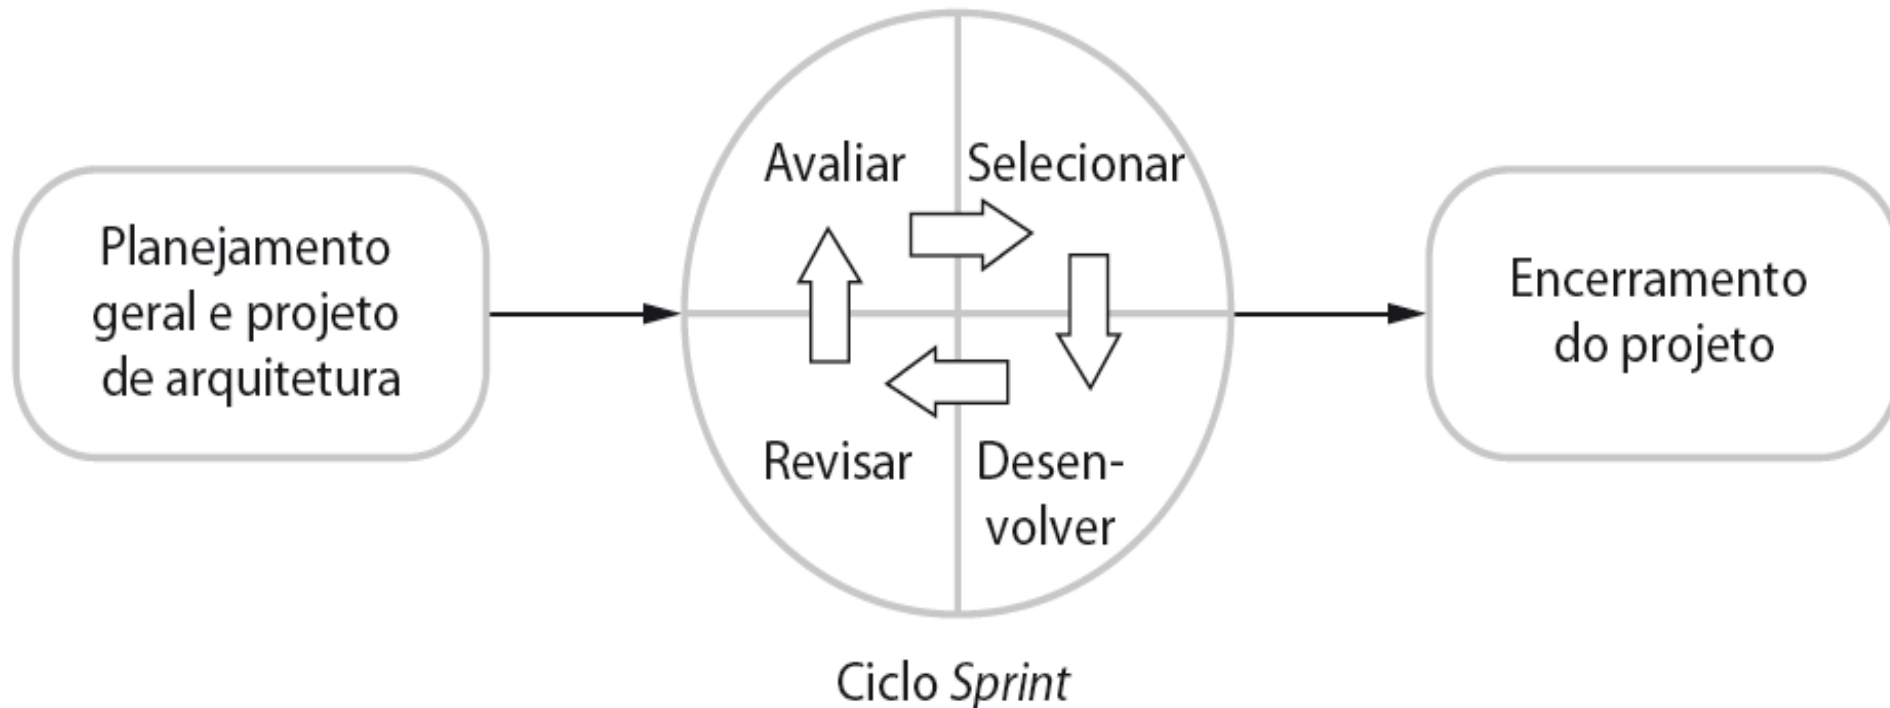 Planejamento
geral e projeto
de arquitetura
Avaliar
Selecionar
Revisar
Desen-
volver
Ciclo Sprint
Encerramento
do projeto